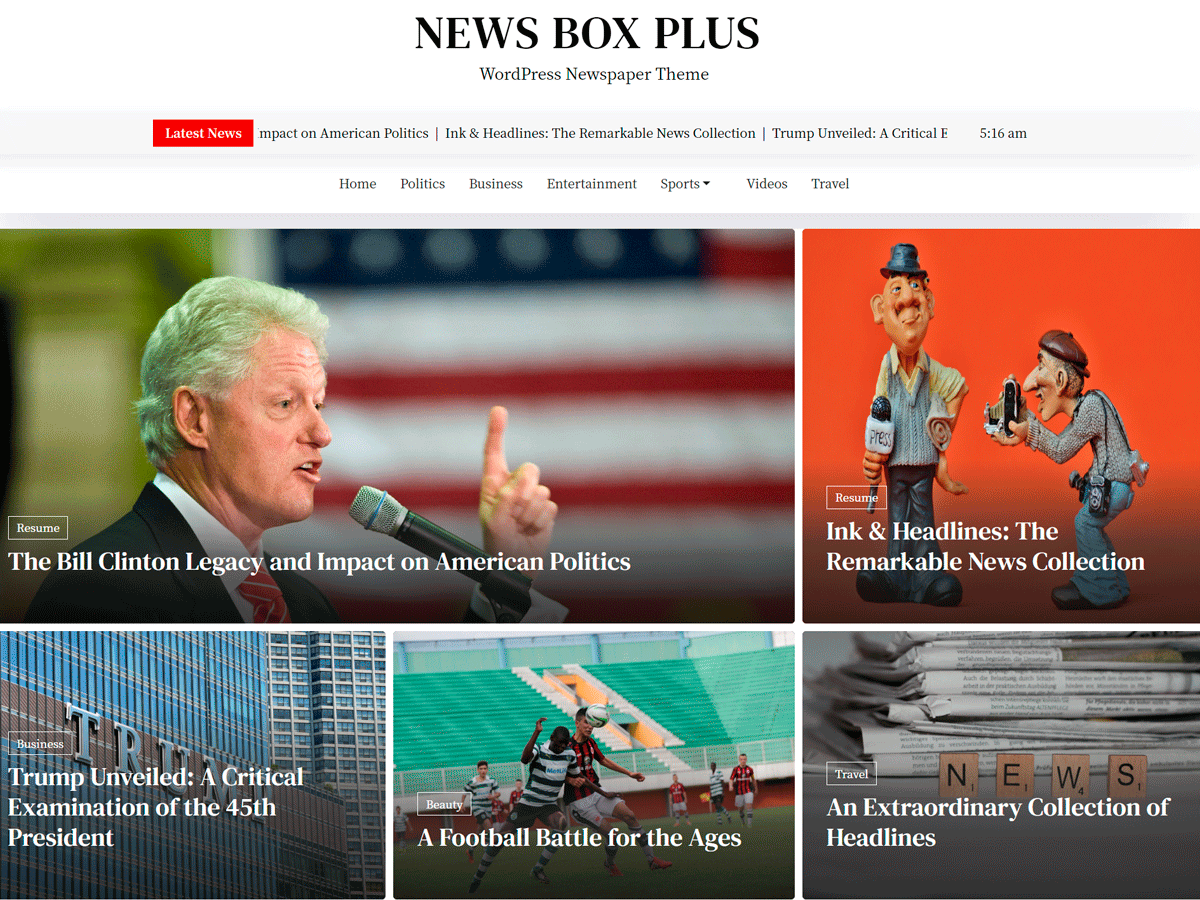 NEWS BOX PLUS
WordPress Newspaper Theme
Latest News
mpact on American Politics | Ink & Headlines: The Remarkable News Collection | Trump Unveiled: A Critical E
5:16 am
Home Politics Business Entertainment Sports Videos Travel
Resume
The Bill Clinton Legacy and Impact on American Politics
press
Resume
Ink & Headlines: The
Remarkable News Collection
TRU
Business
Trump Unveiled: A Critical
Examination of the 45th
President
Beauty
A Football Battle for the Ages
NEWS
Travel
An Extraordinary Collection of
Headlines